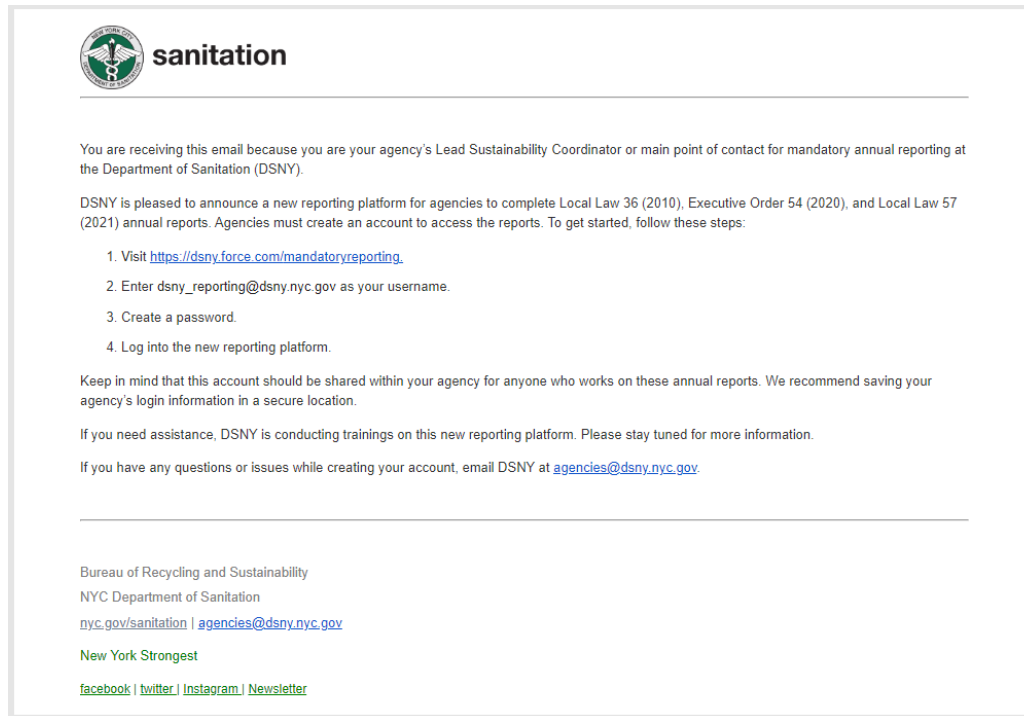 NEW YORK CITY
DEPARTMENT OF SANITATION
sanitation
You are receiving this email because you are your agency’s Lead Sustainability Coordinator or main point of contact for mandatory annual reporting at
the Department of Sanitation (DSNY).
DSNY is pleased to announce a new reporting platform for agencies to complete Local Law 36 (2010), Executive Order 54 (2020), and Local Law 57
(2021) annual reports. Agencies must create an account to access the reports. To get started, follow these steps:
1. Visit https://dsny.force.com/mandatoryreporting.
2. Enter dsny_reporting@dsny.nyc.gov as your username.
3. Create a password.
4. Log into the new reporting platform.
Keep in mind that this account should be shared within your agency for anyone who works on these annual reports. We recommend saving your
agency’s login information in a secure location.
If you need assistance, DSNY is conducting trainings on this new reporting platform. Please stay tuned for more information.
If you have any questions or issues while creating your account, email DSNY at agencies@dsny.nyc.gov.
Bureau of Recycling and Sustainability
NYC Department of Sanitation
nyc.gov/sanitation | agencies@dsny.nyc.gov
New York Strongest
facebook | twitter | Instagram | Newsletter